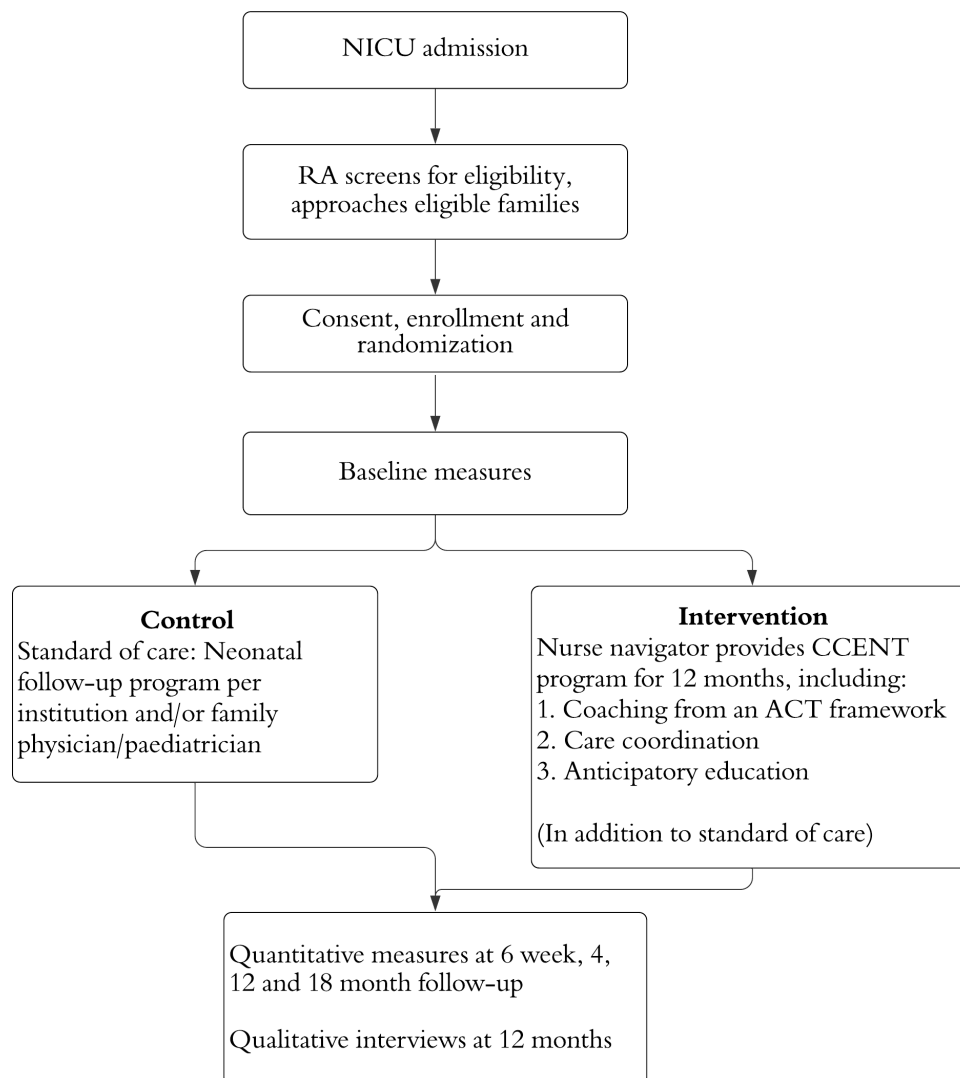 NICU admission
RA screens for eligibility,
approaches eligible families
Consent, enrollment and
randomization
Baseline measures
Control
Standard of care: Neonatal
follow-up program per
institution and/or family
physician/paediatrician
Intervention
Nurse navigator provides CCENT
program for 12 months, including:
1. Coaching from an ACT framework
2. Care coordination
3. Anticipatory education
(In addition to standard of care)
Quantitative measures at 6 week, 4,
12 and 18 month follow-up
Qualitative interviews at 12 months